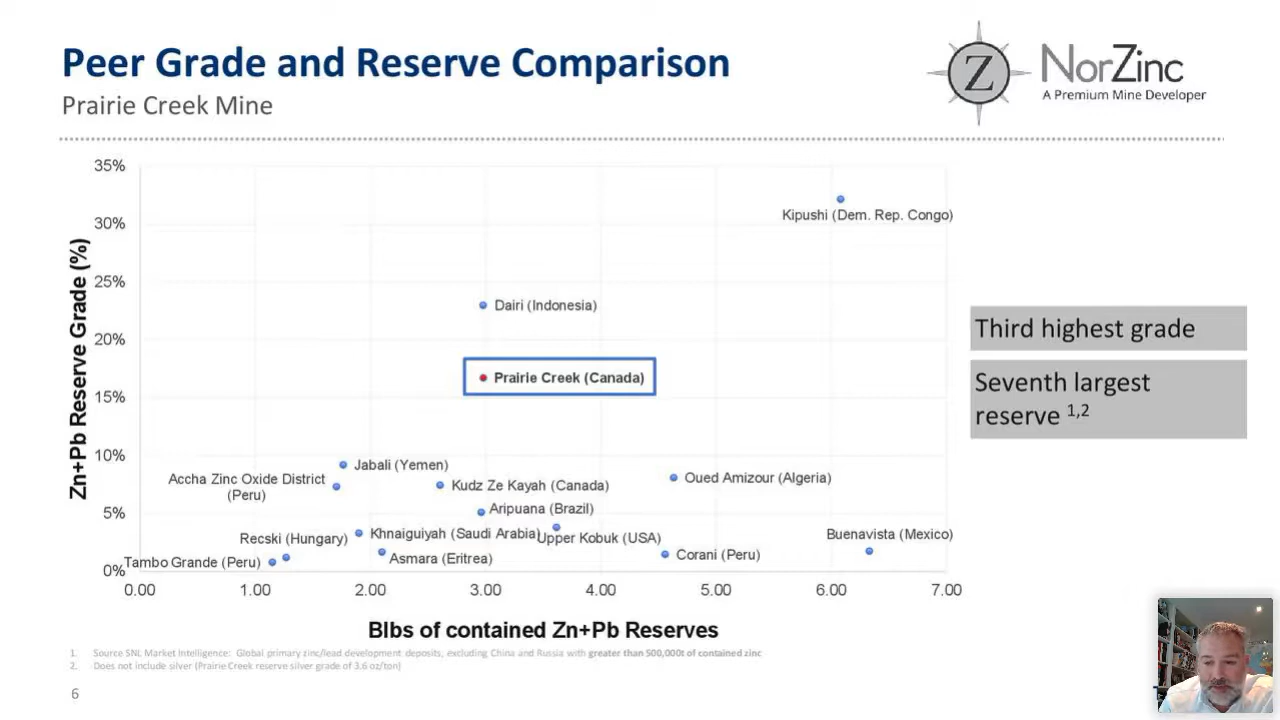 Peer Grade and Reserve Comparison
Prairie Creek Mine
Z
NorZinc
A Premium Mine Developer
35%
30%
25%
20%
15%
10%
5%
0%
Zn+Pb Reserve Grade (%)
Kipushi (Dem. Rep. Congo)
Dairi (Indonesia)
Prairie Creek (Canada)
Jabali (Yemen)
Accha Zinc Oxide District
(Peru)
Kudz Ze Kayah (Canada)
Oued Amizour (Algeria)
Aripuana (Brazil)
Khnaiguiyah (Saudi Arabia)
Upper Kobuk (USA)
Buenavista (Mexico)
Recski (Hungary)
Corani (Peru)
Asmara (Eritrea)
Tambo Grande (Peru)
0.00 1.00 2.00 3.00 4.00 5.00 6.00 7.00
Blbs of contained Zn+Pb Reserves
Third highest grade
Seventh largest
reserve 1,2
1. Source SNL Market Intelligence: Global primary zinc/lead development deposits, excluding China and Russia with greater than 500,000t of contained zinc
2. Does not include silver (Prairie Creek reserve silver grade of 3.6 oz/ton)
6